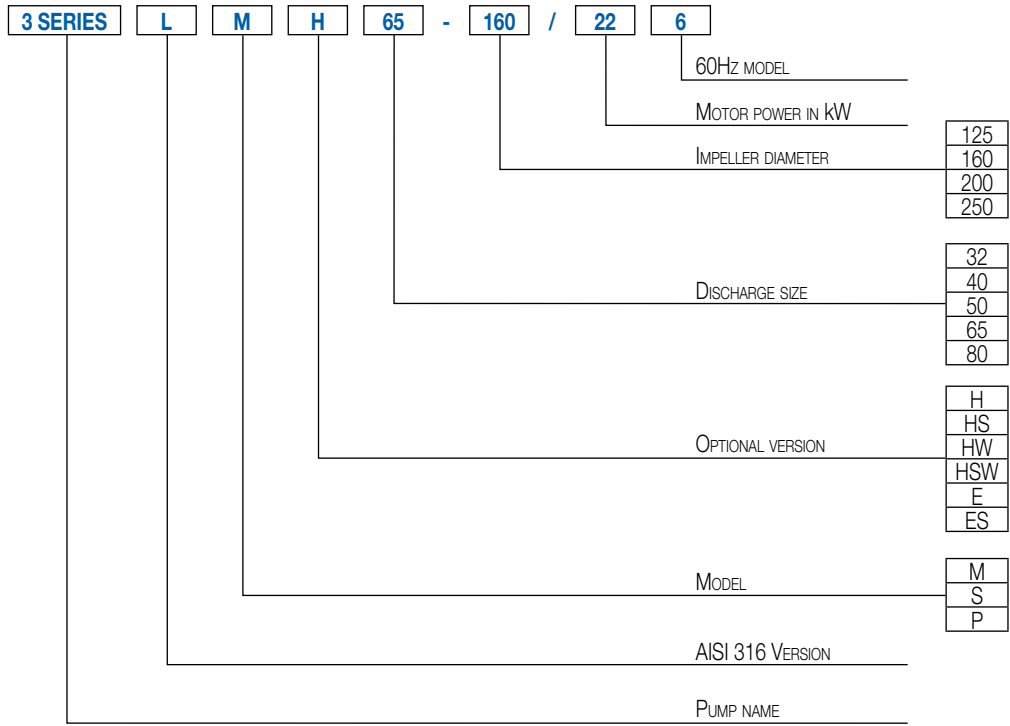 3 SERIES L M H 65 - 160 / 22 6
60Hz MODEL
MOTOR POWER IN kW
IMPELLER DIAMETER
125
160
200
250
DISCHARGE SIZE
32
40
50
65
80
OPTIONAL VERSION
H
HS
HW
HSW
E
ES
MODEL
M
S
P
AISI 316 VERSION
PUMP NAME